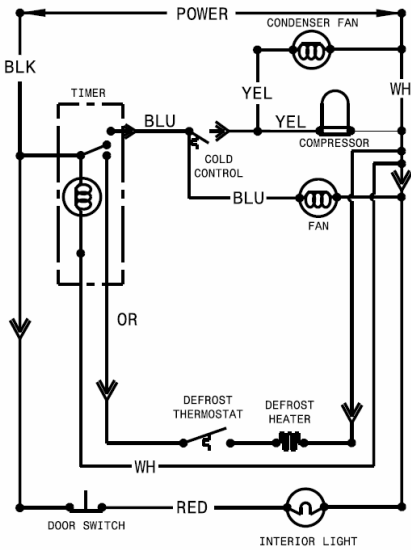 POWER
CONDENSER FAN
BLK
WH
TIMER
YEL
BLU
YEL
COLD
CONTROL
COMPRESSOR
BLU
FAN
OR
DEFROST
THERMOSTAT
DEFROST
HEATER
WH
RED
DOOR SWITCH
INTERIOR LIGHT